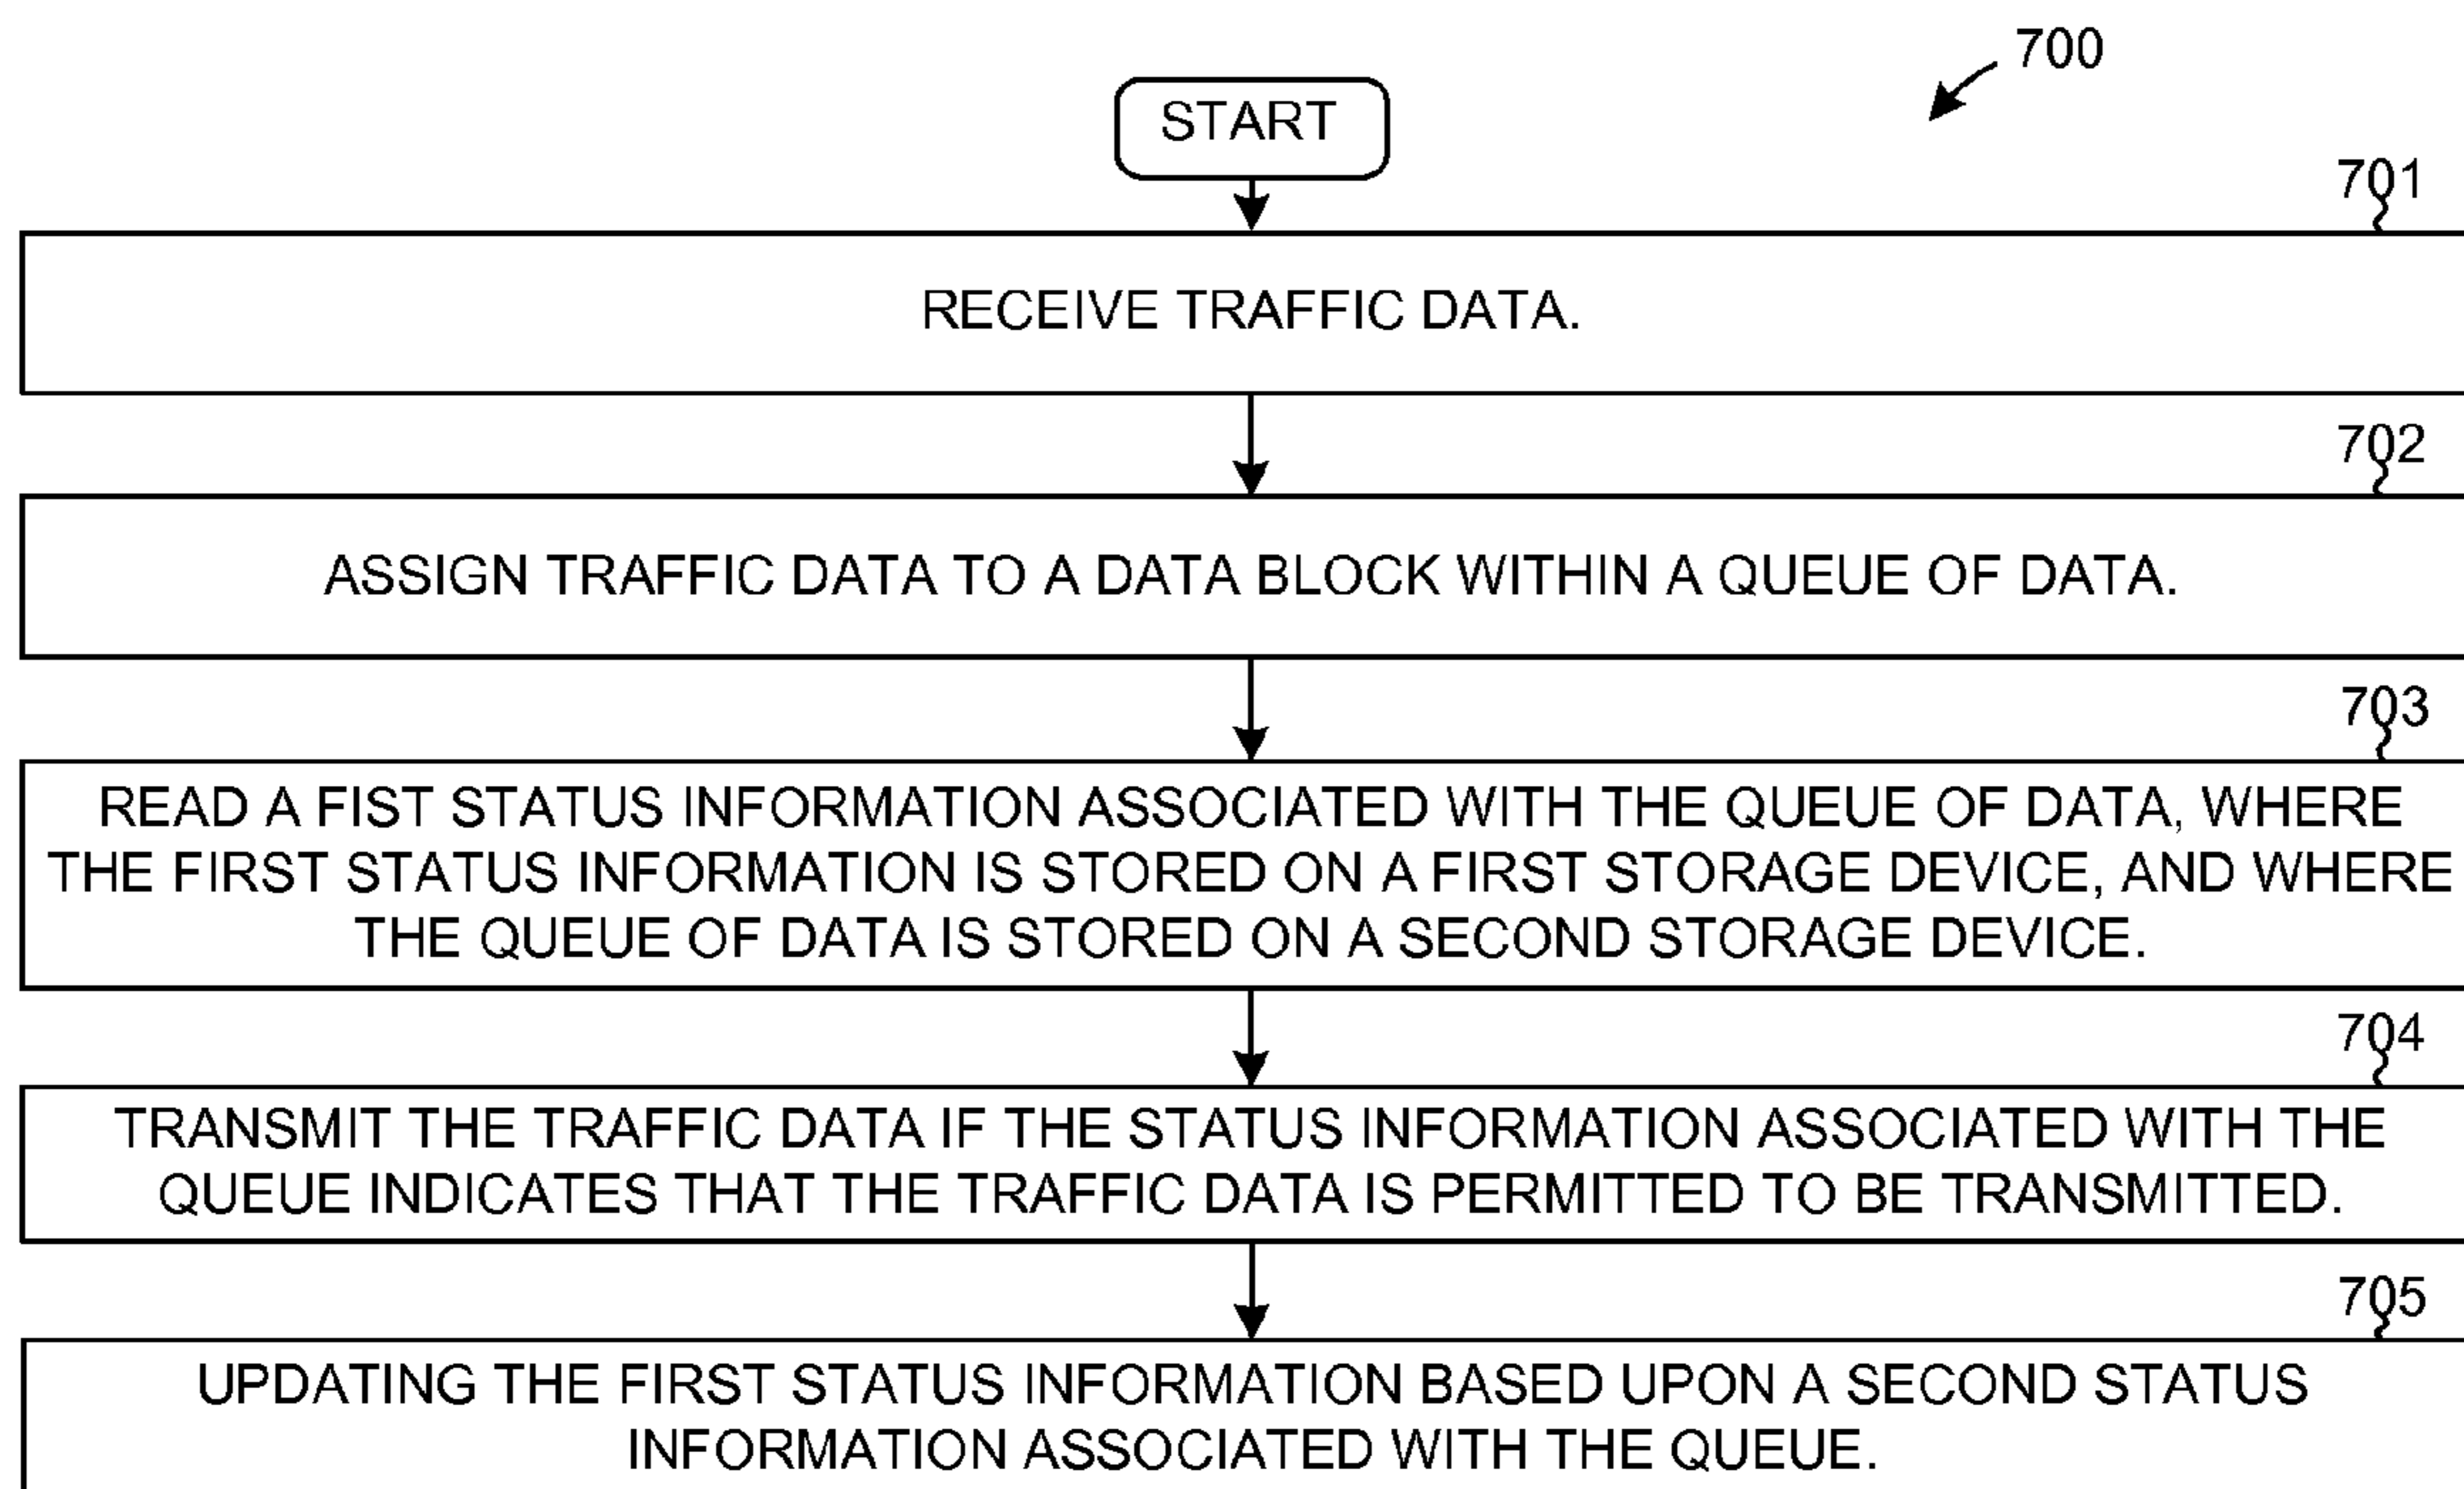 700
START
701
RECEIVE TRAFFIC DATA.
702
ASSIGN TRAFFIC DATA TO A DATA BLOCK WITHIN A QUEUE OF DATA.
703
READ A FIST STATUS INFORMATION ASSOCIATED WITH THE QUEUE OF DATA, WHERE
THE FIRST STATUS INFORMATION IS STORED ON A FIRST STORAGE DEVICE, AND WHERE
THE QUEUE OF DATA IS STORED ON A SECOND STORAGE DEVICE.
704
TRANSMIT THE TRAFFIC DATA IF THE STATUS INFORMATION ASSOCIATED WITH THE
QUEUE INDICATES THAT THE TRAFFIC DATA IS PERMITTED TO BE TRANSMITTED.
705
UPDATING THE FIRST STATUS INFORMATION BASED UPON A SECOND STATUS
INFORMATION ASSOCIATED WITH THE QUEUE.